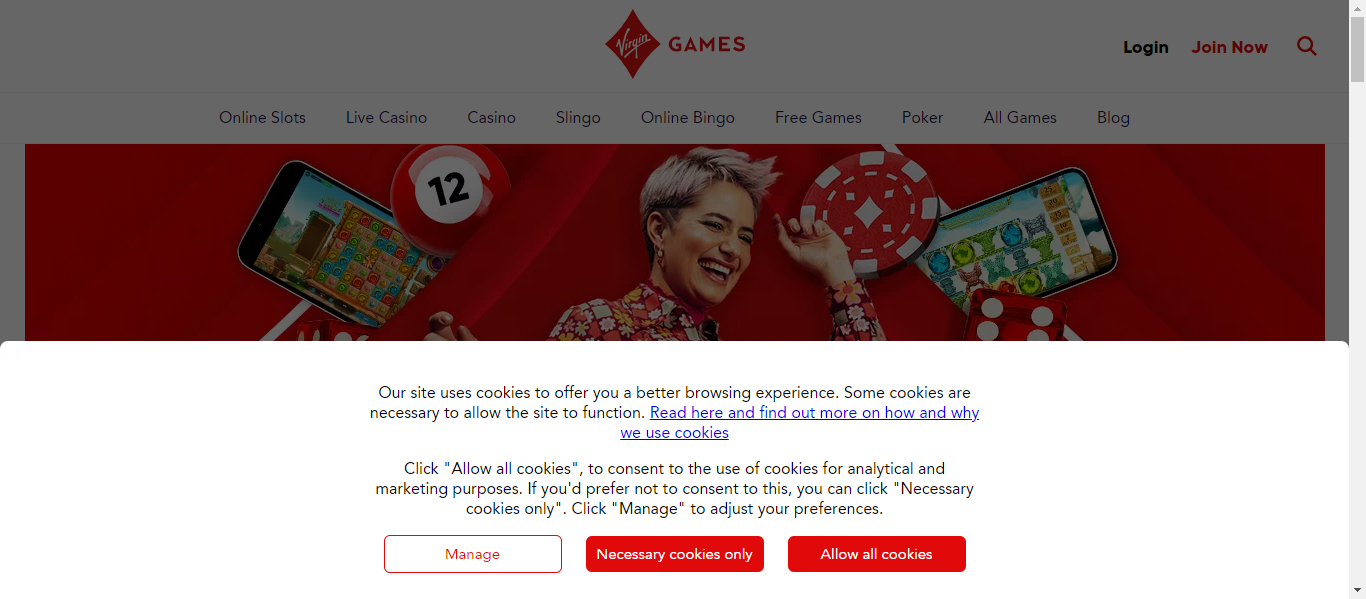 Virgin GAMES
Login
Join Now
Online Slots
Live Casino
Casino
Slingo
Online Bingo
Free Games
Poker
All Games
Blog
12
Our site uses cookies to offer you a better browsing experience. Some cookies are
necessary to allow the site to function. Read here and find out more on how and why
we use cookies
Click "Allow all cookies", to consent to the use of cookies for analytical and
marketing purposes. If you'd prefer not to consent to this, you can click "Necessary
cookies only". Click "Manage" to adjust your preferences.
Manage
Necessary cookies only
Allow all cookies